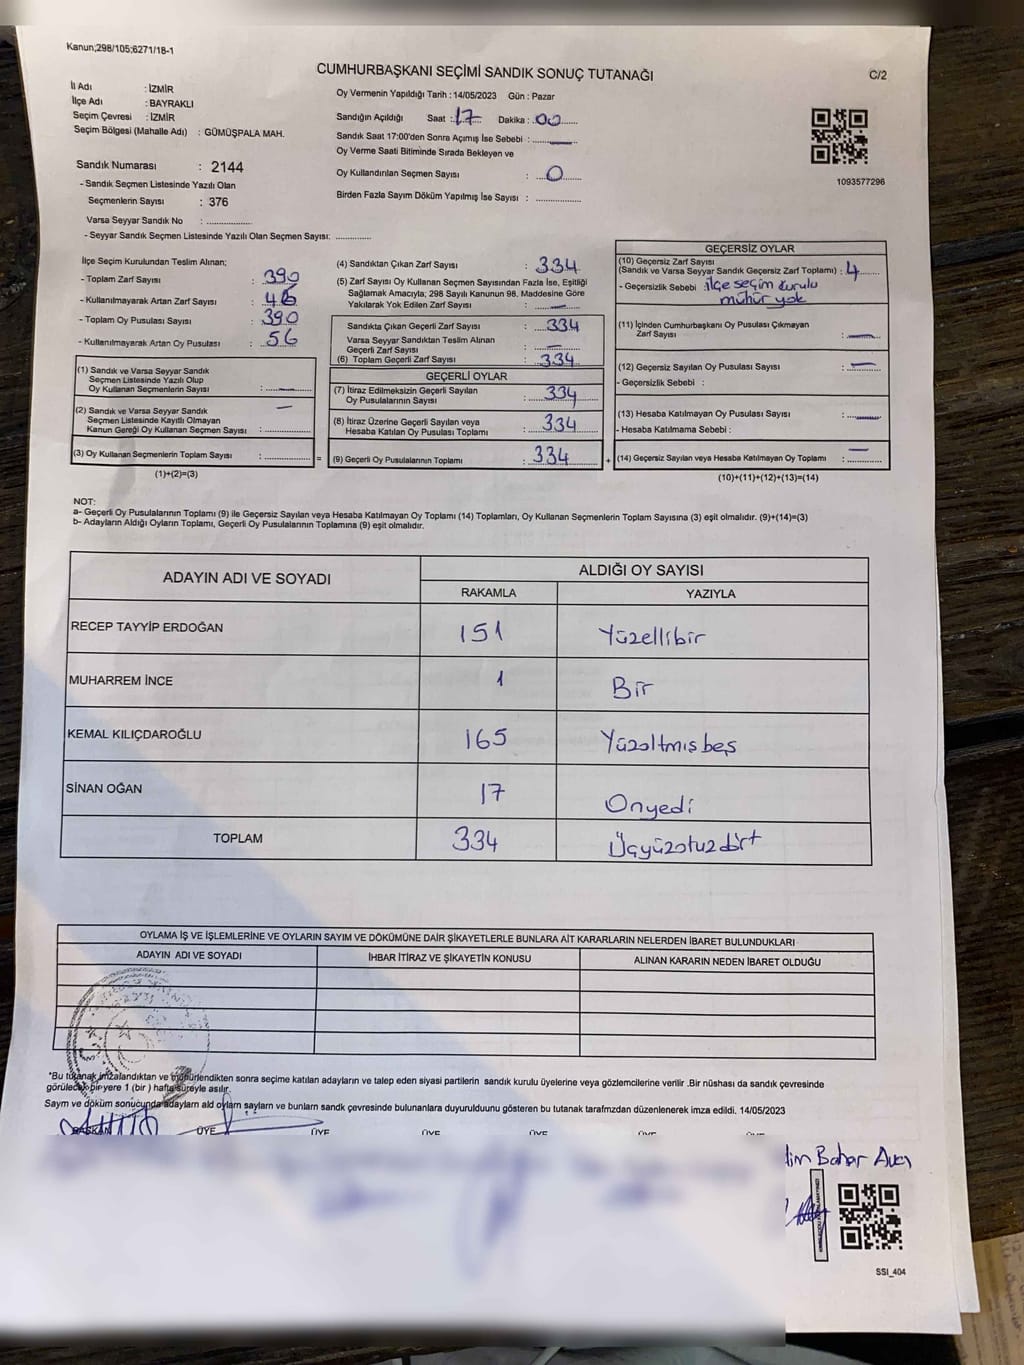 Kanun;298/105;6271/18-1
CUMHURBAŞKANI SEÇİMİ SANDIK SONUÇ TUTANAĞI
C/2
İl Adı : İZMİR
İlçe Adı : BAYRAKLI
Seçim Çevresi : İZMİR
Seçim Bölgesi (Mahalle Adı) : GÜMÜŞPALA MAH.
Sandık Numarası : 2144
- Sandık Seçmen Listesinde Yazılı Olan
Seçmenlerin Sayısı : 376
Varsa Seyyar Sandık No :
- Seyyar Sandık Seçmen Listesinde Yazılı Olan Seçmen Sayısı:
Oy Vermenin Yapıldığı Tarih : 14/05/2023 Gün : Pazar
Sandığın Açıldığı Saat : 17 Dakika : 00
Sandık Saat 17:00'den Sonra Açımış İse Sebebi : —
Oy Verme Saati Bitiminde Sırada Bekleyen ve
Oy Kullandırılan Seçmen Sayısı : 0
Birden Fazla Sayım Döküm Yapılmış İse Sayısı :
1093577296
İlçe Seçim Kurulundan Teslim Alınan;
- Toplam Zarf Sayısı : 390
- Kullanılmayarak Artan Zarf Sayısı :
- Toplam Oy Pusulası Sayısı : 390
- Kullanılmayarak Artan Oy Pusulası : 56
(1) Sandık ve Varsa Seyyar Sandık
Seçmen Listesinde Yazılı Olup
Oy Kullanan Seçmenlerin Sayısı : —
(2) Sandık ve Varsa Seyyar Sandık —
Seçmen Listesinde Kayıtlı Olmayan
Kanun Gereği Oy Kullanan Seçmen Sayısı :
(3) Oy Kullanan Seçmenlerin Toplam Sayısı : =
(1)+(2)=(3)
(4) Sandıktan Çıkan Zarf Sayısı : 334
(5) Zarf Sayısı Oy Kullanan Seçmen Sayısından Fazla İse, Eşitliği
Sağlamak Amacıyla; 298 Sayılı Kanunun 98. Maddesine Göre
Yakılarak Yok Edilen Zarf Sayısı : —
Sandıkta Çıkan Geçerli Zarf Sayısı : 334
Varsa Seyyar Sandıktan Teslim Alınan
Geçerli Zarf Sayısı : —
(6) Toplam Geçerli Zarf Sayısı : 334
GEÇERLİ OYLAR
(7) İtiraz Edilmeksizin Geçerli Sayılan
Oy Pusulalarının Sayısı : 334
(8) İtiraz Üzerine Geçerli Sayılan veya
Hesaba Katılan Oy Pusulası Toplamı : 334
(9) Geçerli Oy Pusulalarının Toplamı : 334 +
GEÇERSİZ OYLAR
(10) Geçersiz Zarf Sayısı
(Sandık ve Varsa Seyyar Sandık Geçersiz Zarf Toplamı) : 4
- Geçersizlik Sebebi : ilçe seçim kurulu
mühür yok
(11) İçinden Cumhurbaşkanı Oy Pusulası Çıkmayan
Zarf Sayısı : —
(12) Geçersiz Sayılan Oy Pusulası Sayısı : —
- Geçersizlik Sebebi :
(13) Hesaba Katılmayan Oy Pusulası Sayısı : —
- Hesaba Katılmama Sebebi :
(14) Geçersiz Sayılan veya Hesaba Katılmayan Oy Toplamı : —
(10)+(11)+(12)+(13)=(14)
NOT:
a- Geçerli Oy Pusulalarının Toplamı (9) ile Geçersiz Sayılan veya Hesaba Katılmayan Oy Toplamı (14) Toplamları, Oy Kullanan Seçmenlerin Toplam Sayısına (3) eşit olmalıdır. (9)+(14)=(3)
b- Adayların Aldığı Oyların Toplamı, Geçerli Oy Pusulalarının Toplamına (9) eşit olmalıdır.
ADAYIN ADI VE SOYADI ALDIĞI OY SAYISI
RAKAMLA YAZIYLA
RECEP TAYYİP ERDOĞAN 151 Yüzellibir
MUHARREM İNCE 1 Bir
KEMAL KILIÇDAROĞLU 165 Yüzaltmışbeş
SİNAN OĞAN 17 Onyedi
TOPLAM 334 Üçyüzotuzdört
OYLAMA İŞ VE İŞLEMLERİNE VE OYLARIN SAYIM VE DÖKÜMÜNE DAİR ŞİKAYETLERLE BUNLARA AİT KARARLARIN NELERDEN İBARET BULUNDUKLARI
ADAYIN ADI VE SOYADI İHBAR İTİRAZ VE ŞİKAYETİN KONUSU ALINAN KARARIN NEDEN İBARET OLDUĞU
*Bu tutanak imzalandıktan ve mühürlendikten sonra seçime katılan adayların ve talep eden siyasi partilerin sandık kurulu üyelerine veya gözlemcilerine verilir .Bir nüshası da sandık çevresinde
görülecek bir yere 1 (bir ) hafta süreyle asılır.
Sayım ve döküm sonucunda adayların aldı oyların sayları ve bunların sandk çevresinde bulunanlara duyurulduunu gösteren bu tutanak tarafmzdan düzenlenerek imza edildi. 14/05/2023
BAŞKAN ÜYE ÜYE ÜYE ÜYE ÜYE ÜYE
Bahar Avcı
SSI_404